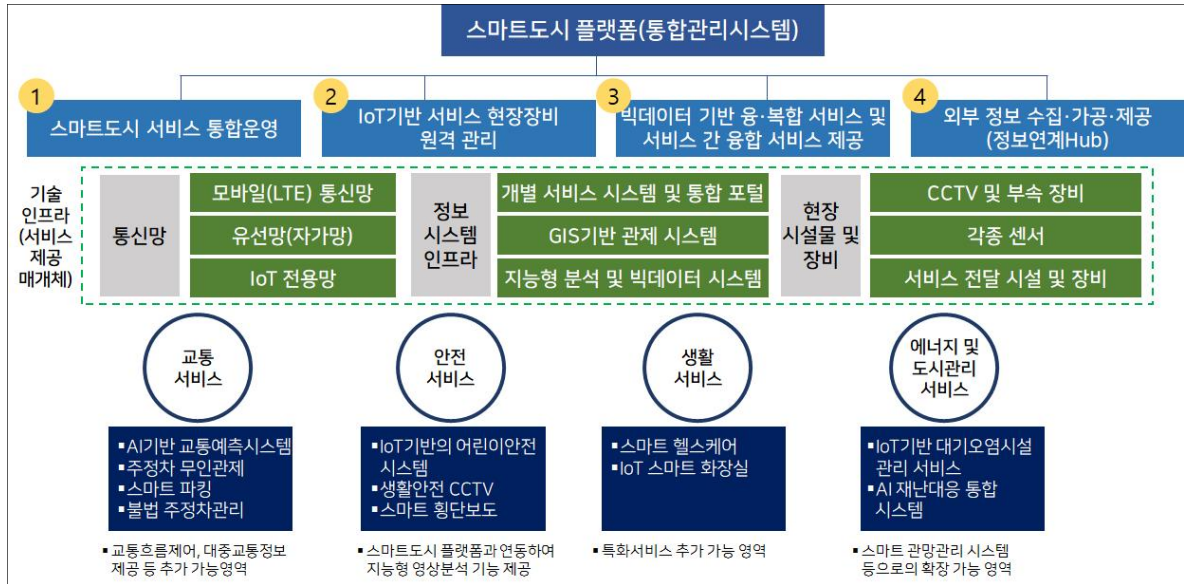 스마트도시 플랫폼(통합관리시스템)
1
스마트도시 서비스 통합운영
2
IoT기반 서비스 현장장비
원격 관리
3
빅데이터 기반 융·복합 서비스 및
서비스 간 융합 서비스 제공
4
외부 정보 수집·가공·제공
(정보연계Hub)
기술
인프라
(서비스
제공
매개체)
통신망
모바일(LTE) 통신망
유선망(자가망)
IoT 전용망
정보
시스템
인프라
개별 서비스 시스템 및 통합 포털
GIS기반 관제 시스템
지능형 분석 및 빅데이터 시스템
현장
시설물 및
장비
CCTV 및 부속 장비
각종 센서
서비스 전달 시설 및 장비
교통
서비스
▪AI기반 교통예측시스템
▪주정차 무인관제
▪스마트 파킹
▪불법 주정차관리
▪ 교통흐름제어, 대중교통정보
제공 등 추가 가능영역
안전
서비스
▪IoT기반의 어린이안전
시스템
▪생활안전 CCTV
▪스마트 횡단보도
▪ 스마트도시 플랫폼과 연동하여
지능형 영상분석 기능 제공
생활
서비스
▪스마트 헬스케어
▪IoT 스마트 화장실
▪ 특화서비스 추가 가능 영역
에너지 및
도시관리
서비스
▪IoT기반 대기오염시설
관리 서비스
▪AI 재난대응 통합
시스템
▪ 스마트 관망관리 시스템
등으로의 확장 가능 영역